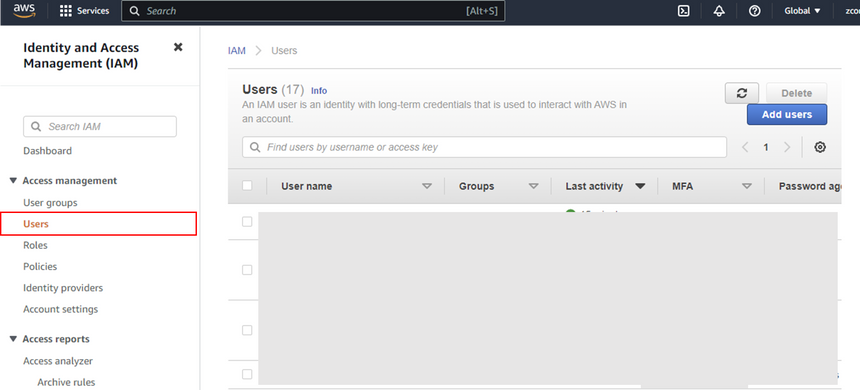 aws
Services
Search
[Alt+S]
Global
Identity and Access
Management (IAM)
Search IAM
Dashboard
Access management
User groups
Users
Roles
Policies
Identity providers
Account settings
Access reports
Access analyzer
Archive rules
IAM > Users
Users (17) Info
An IAM user is an identity with long-term credentials that is used to interact with AWS in
an account.
Delete
Add users
Find users by username or access key
1
User name
Groups
Last activity
MFA
Password